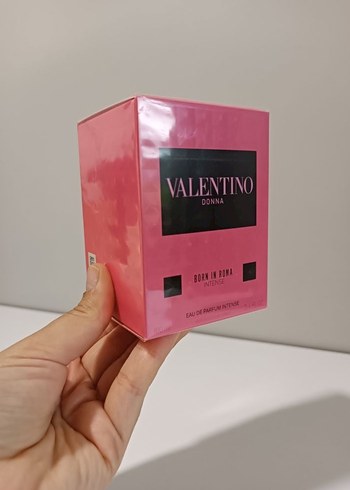 VALENTINO
DONNA
BORN IN ROMA
INTENSE
EAU DE PARFUM INTENSE